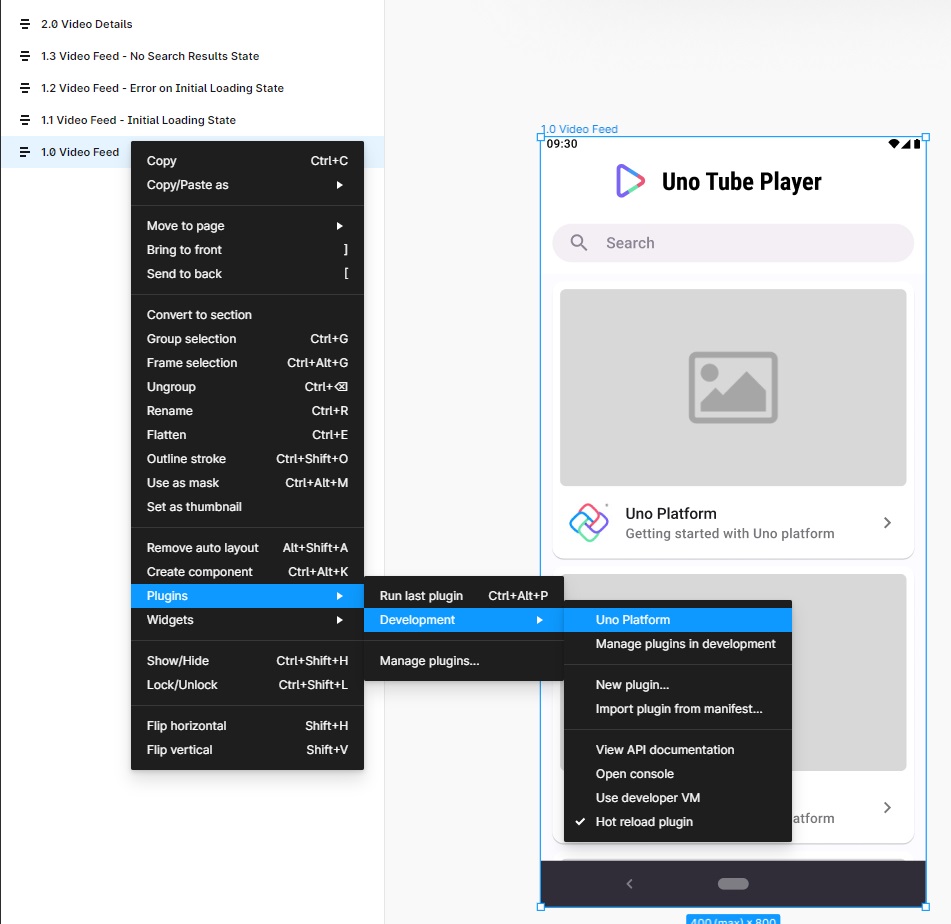 2.0 Video Details
1.3 Video Feed - No Search Results State
1.2 Video Feed - Error on Initial Loading State
1.1 Video Feed - Initial Loading State
1.0 Video Feed
Copy Ctrl+C
Copy/Paste as
Move to page
Bring to front ]
Send to back [
Convert to section
Group selection Ctrl+G
Frame selection Ctrl+Alt+G
Ungroup Ctrl+⌫
Rename Ctrl+R
Flatten Ctrl+E
Outline stroke Ctrl+Shift+O
Use as mask Ctrl+Alt+M
Set as thumbnail
Remove auto layout Alt+Shift+A
Create component Ctrl+Alt+K
Plugins
Widgets
Show/Hide Ctrl+Shift+H
Lock/Unlock Ctrl+Shift+L
Flip horizontal Shift+H
Flip vertical Shift+V
Run last plugin Ctrl+Alt+P
Development
Manage plugins...
Uno Platform
Manage plugins in development
New plugin...
Import plugin from manifest...
View API documentation
Open console
Use developer VM
Hot reload plugin
1.0 Video Feed
09:30
Uno Tube Player
Search
Uno Platform
Getting started with Uno platform
atform
400 (max) × 800